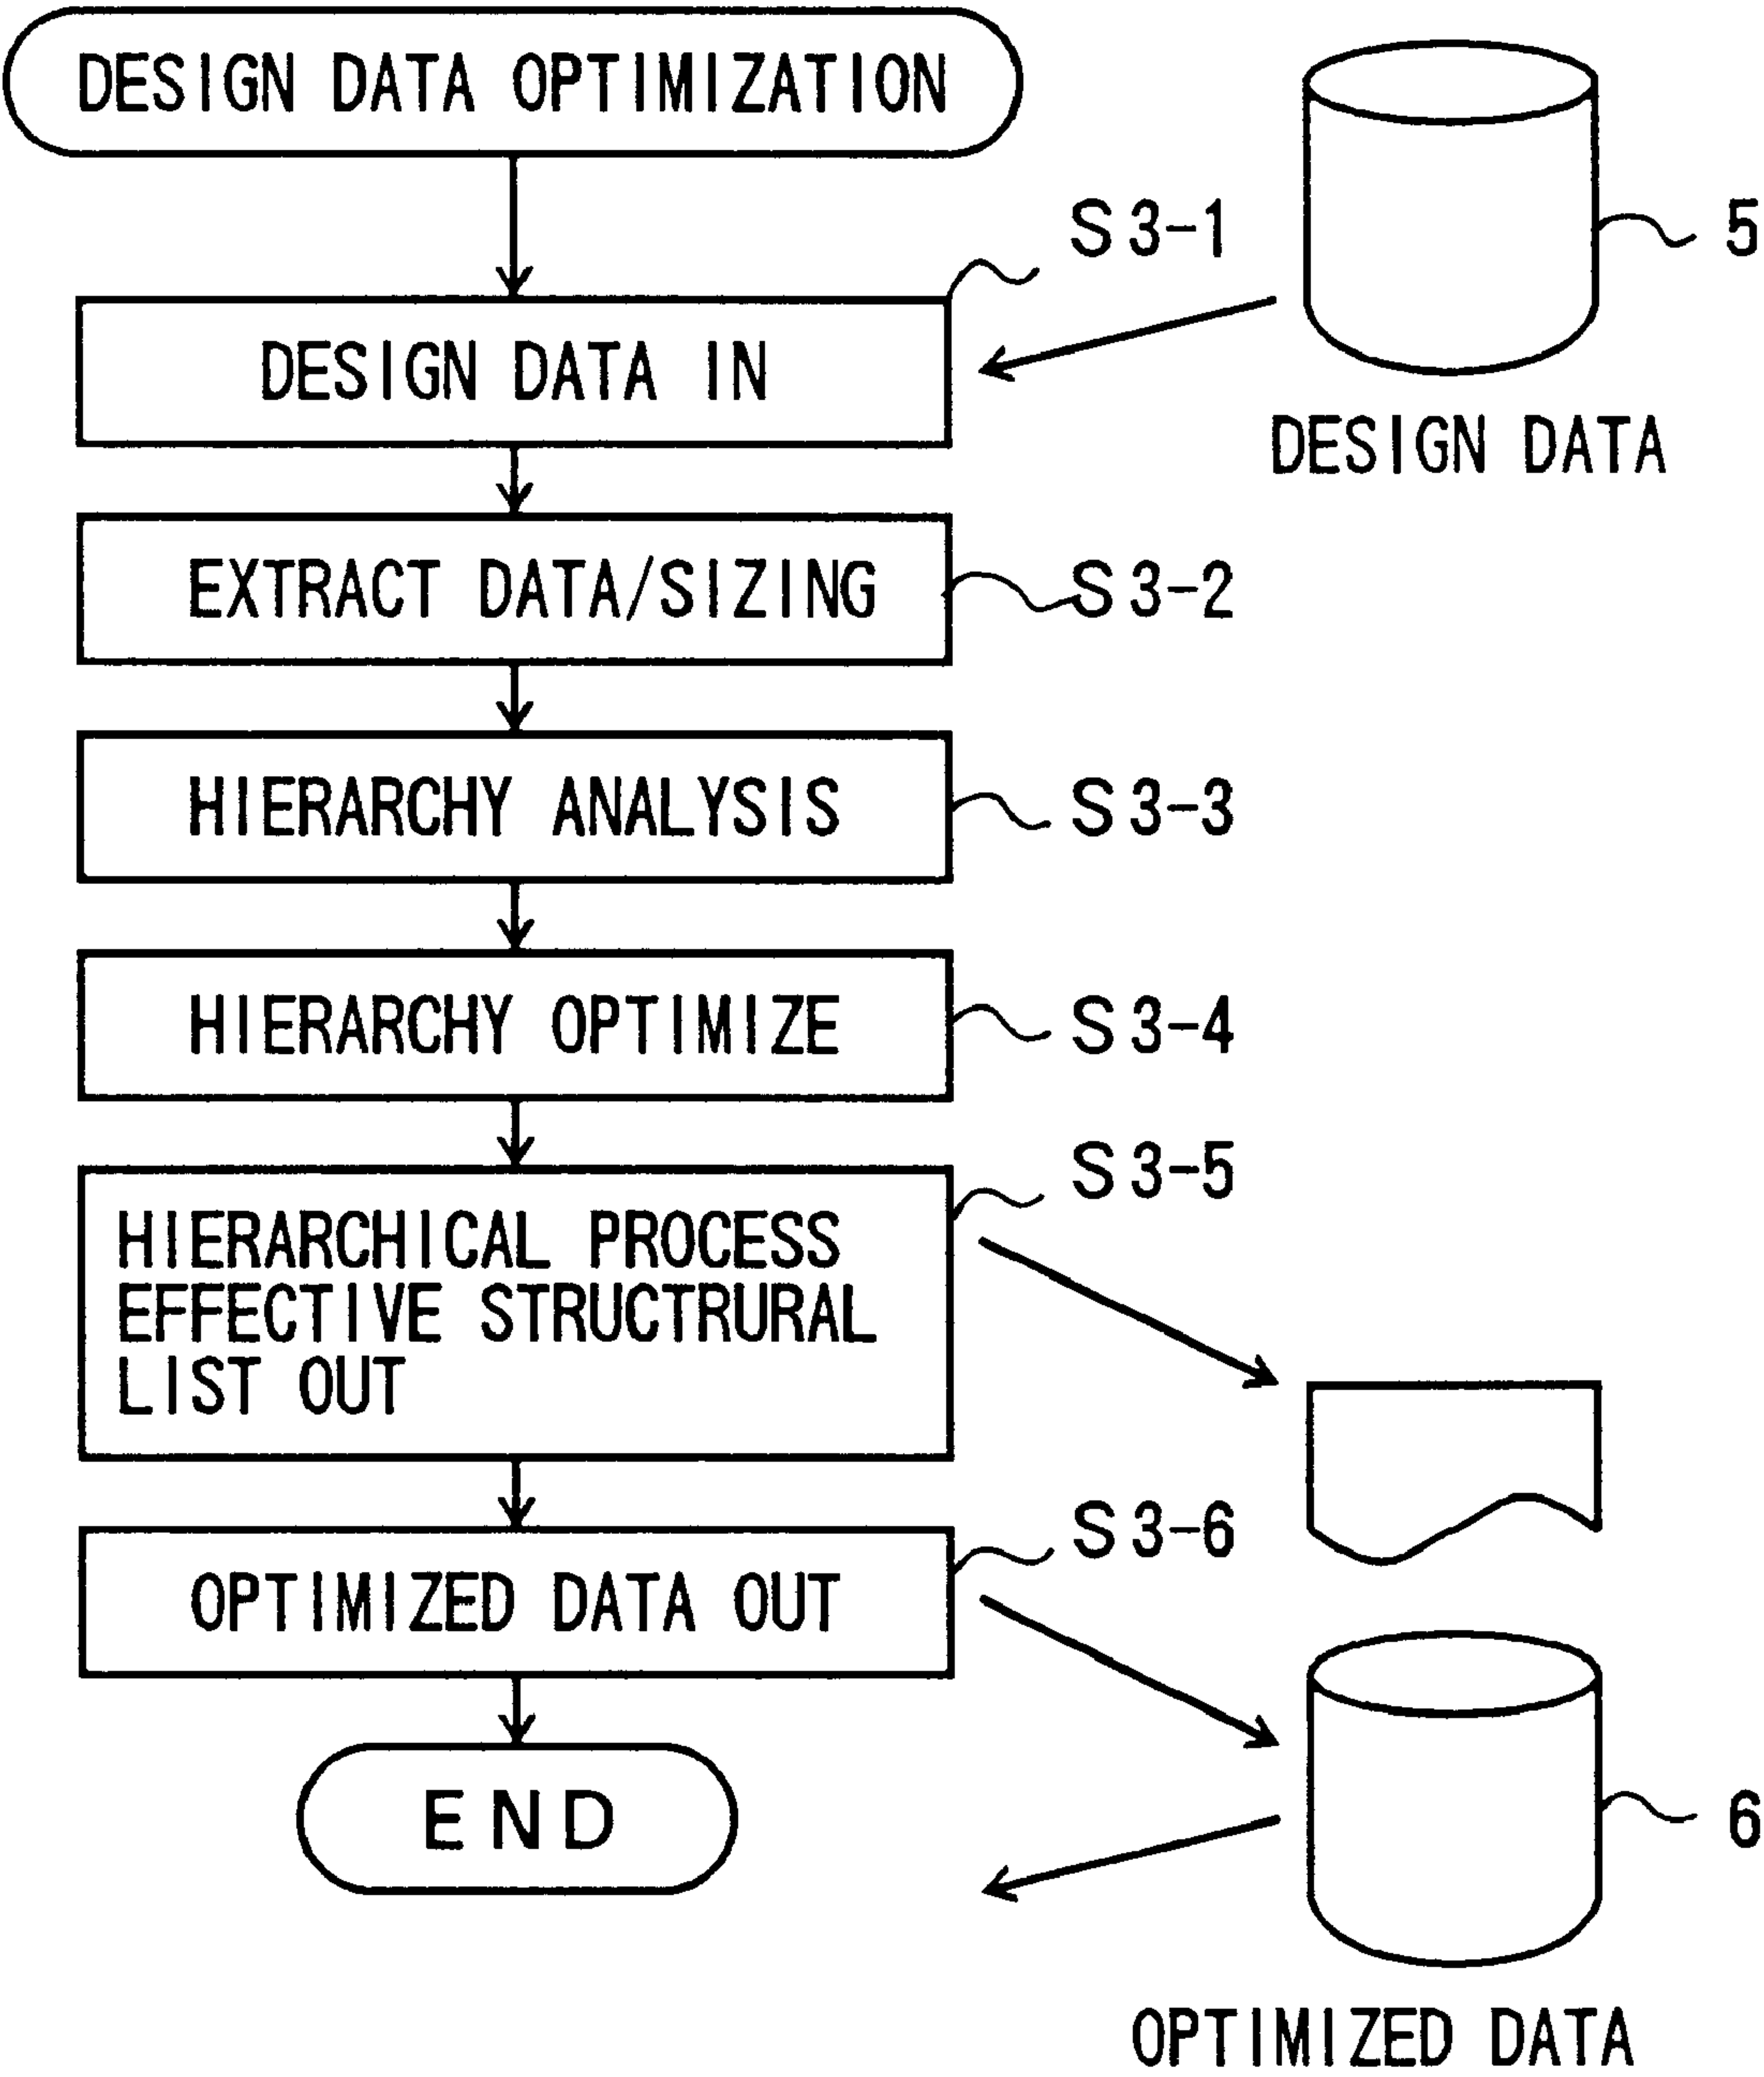 DESIGN DATA OPTIMIZATION
S3-1
5
DESIGN DATA IN
DESIGN DATA
EXTRACT DATA/SIZING
S3-2
HIERARCHY ANALYSIS
S3-3
HIERARCHY OPTIMIZE
S3-4
S3-5
HIERARCHICAL PROCESS
EFFECTIVE STRUCTRURAL
LIST OUT
S3-6
OPTIMIZED DATA OUT
END
6
OPTIMIZED DATA